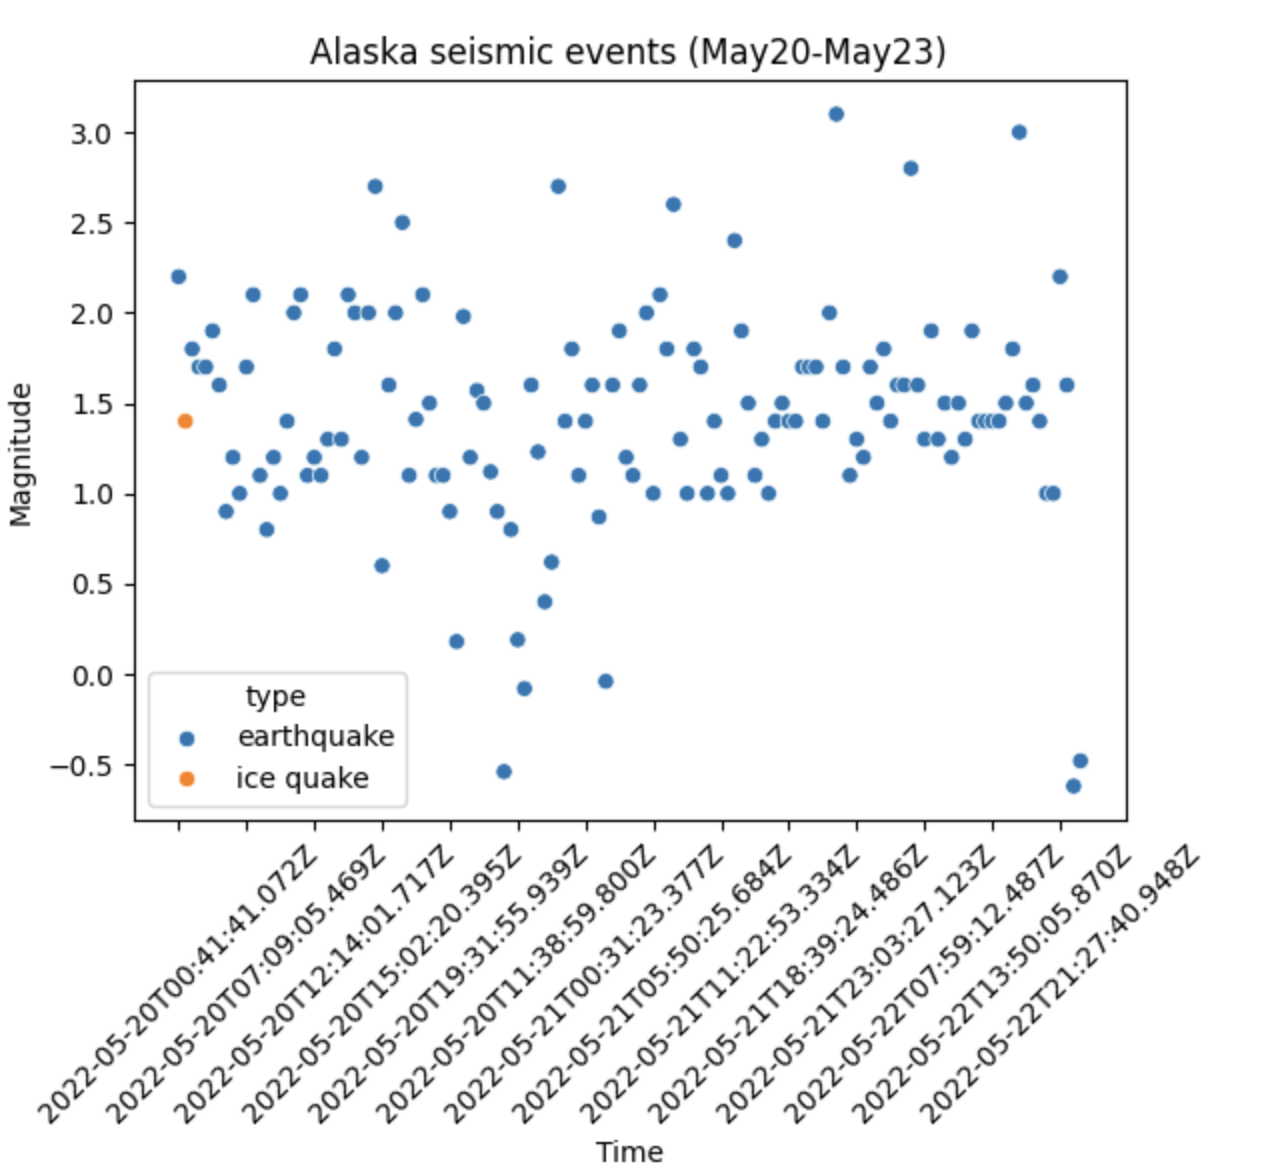 Alaska seismic events (May20-May23)
Magnitude
3.0
2.5
2.0
1.5
1.0
0.5
0.0
−0.5
type
earthquake
ice quake
2022-05-20T00:41:41.072Z
2022-05-20T07:09:05.469Z
2022-05-20T12:14:01.717Z
2022-05-20T15:02:20.395Z
2022-05-20T19:31:55.939Z
2022-05-20T11:38:59.800Z
2022-05-21T00:31:23.377Z
2022-05-21T05:50:25.684Z
2022-05-21T11:22:53.334Z
2022-05-21T18:39:24.486Z
2022-05-21T23:03:27.123Z
2022-05-22T07:59:12.487Z
2022-05-22T13:50:05.870Z
2022-05-22T21:27:40.948Z
Time